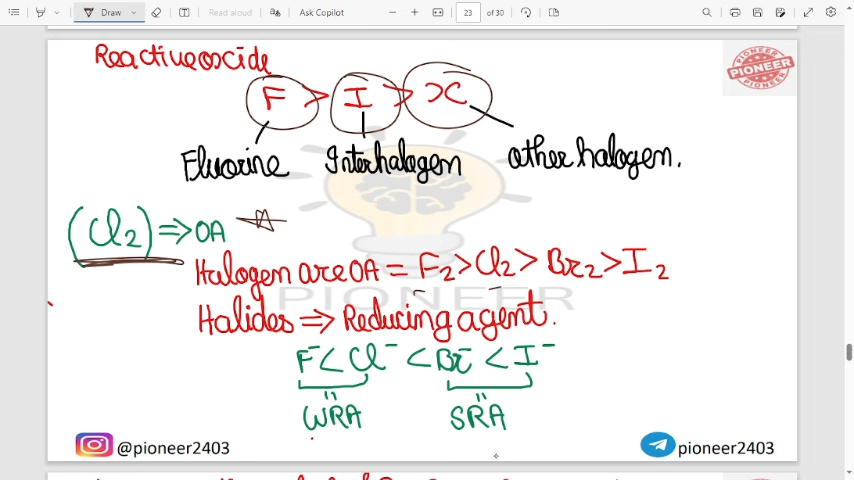 Draw
Read aloud
Ask Copilot
23 of 30
Reactive oxcide
PIONEER
F > I > X
Fluorine Interhalogen other halogen.
(Cl2) => OA
Halogen are OA = F2 > Cl2 > Br2 > I2
PIONEER
Halides => Reducing agent.
F- < Cl- < Br- < I-
WRA SRA
@pioneer2403 pioneer2403